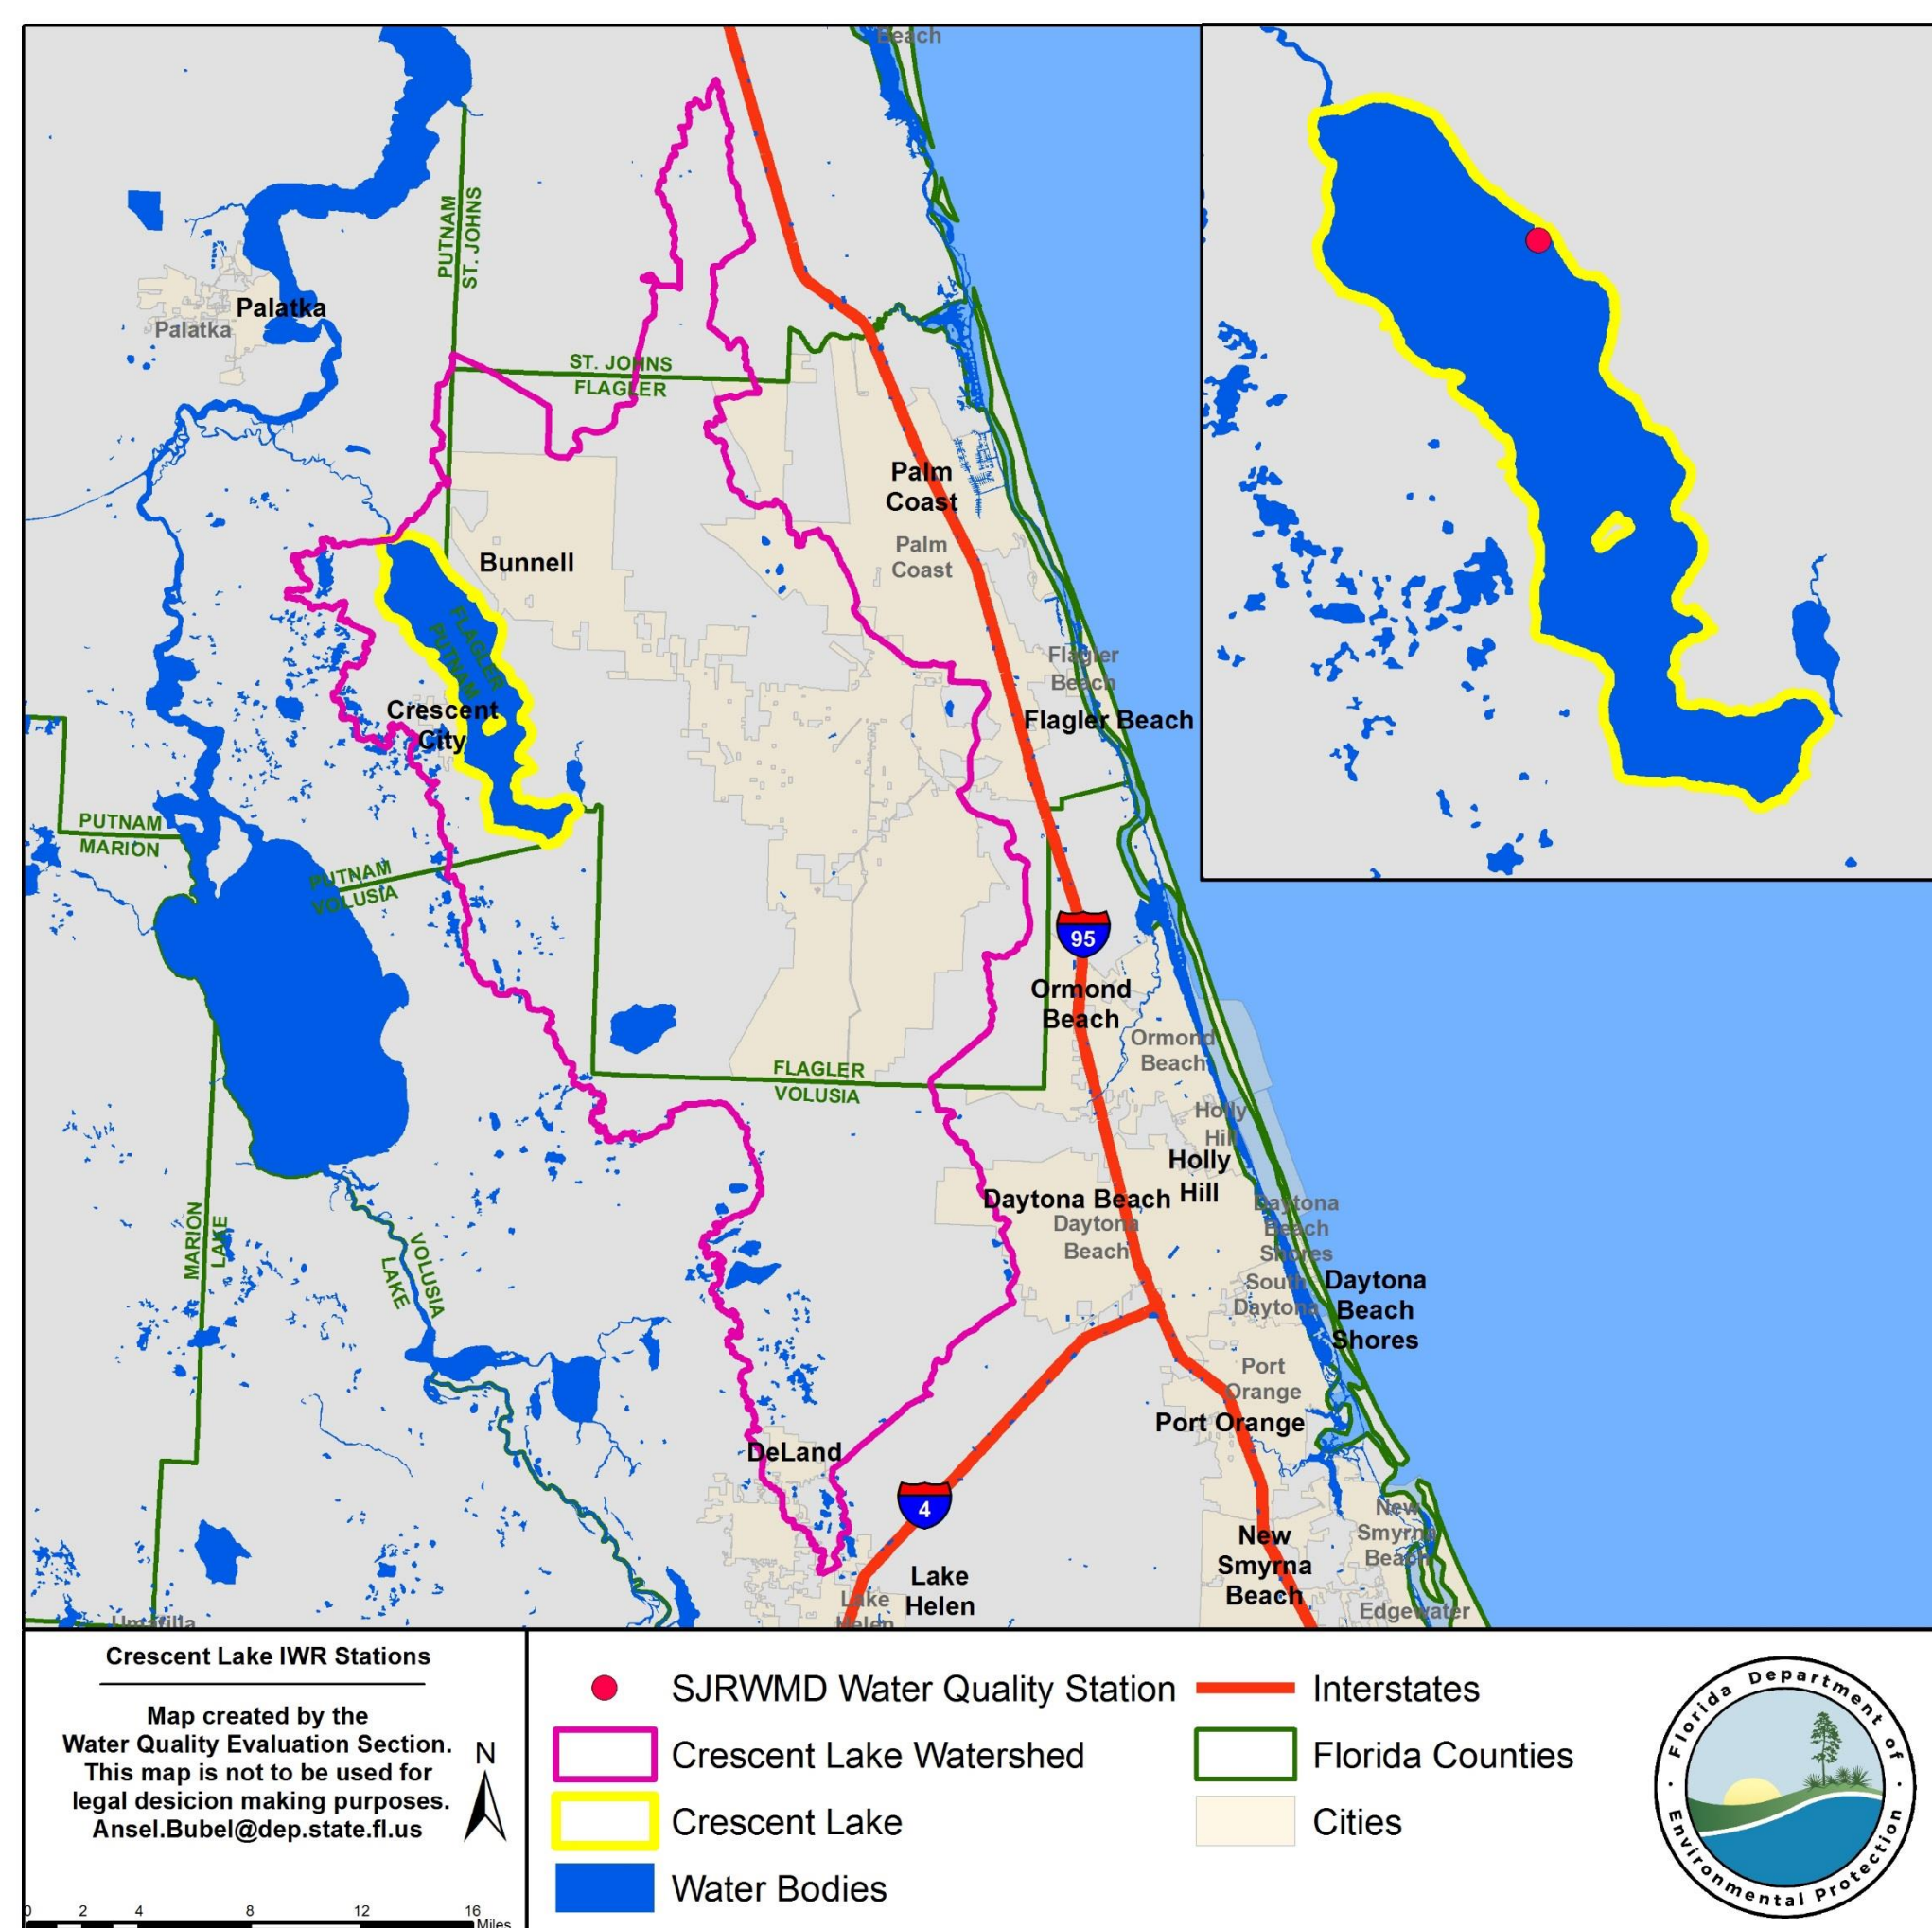 Beach
PUTNAM
ST. JOHNS
Palatka
Palatka
ST. JOHNS
FLAGLER
Palm
Coast
Palm
Coast
Bunnell
FLAGLER
PUTNAM
Flagler
Beach
Crescent
City
Flagler Beach
PUTNAM
MARION
PUTNAM
VOLUSIA
95
Ormond
Beach
Ormond
Beach
FLAGLER
VOLUSIA
Holly
Hill
Holly
Hill
Daytona Beach
Daytona
Beach
Daytona
Beach
Shores
MARION
LAKE
VOLUSIA
LAKE
South
Daytona
Daytona
Beach
Shores
Port
Orange
Port Orange
DeLand
4
New
Smyrna
Beach
New
Smyrna
Beach
Lake
Helen
Lake
Helen
Edgewater
Umatilla
Crescent Lake IWR Stations
Map created by the
Water Quality Evaluation Section.
This map is not to be used for
legal desicion making purposes.
Ansel.Bubel@dep.state.fl.us
N
0 2 4 8 12 16
Miles
SJRWMD Water Quality Station
Crescent Lake Watershed
Crescent Lake
Water Bodies
Interstates
Florida Counties
Cities
Florida Department of
Environmental Protection